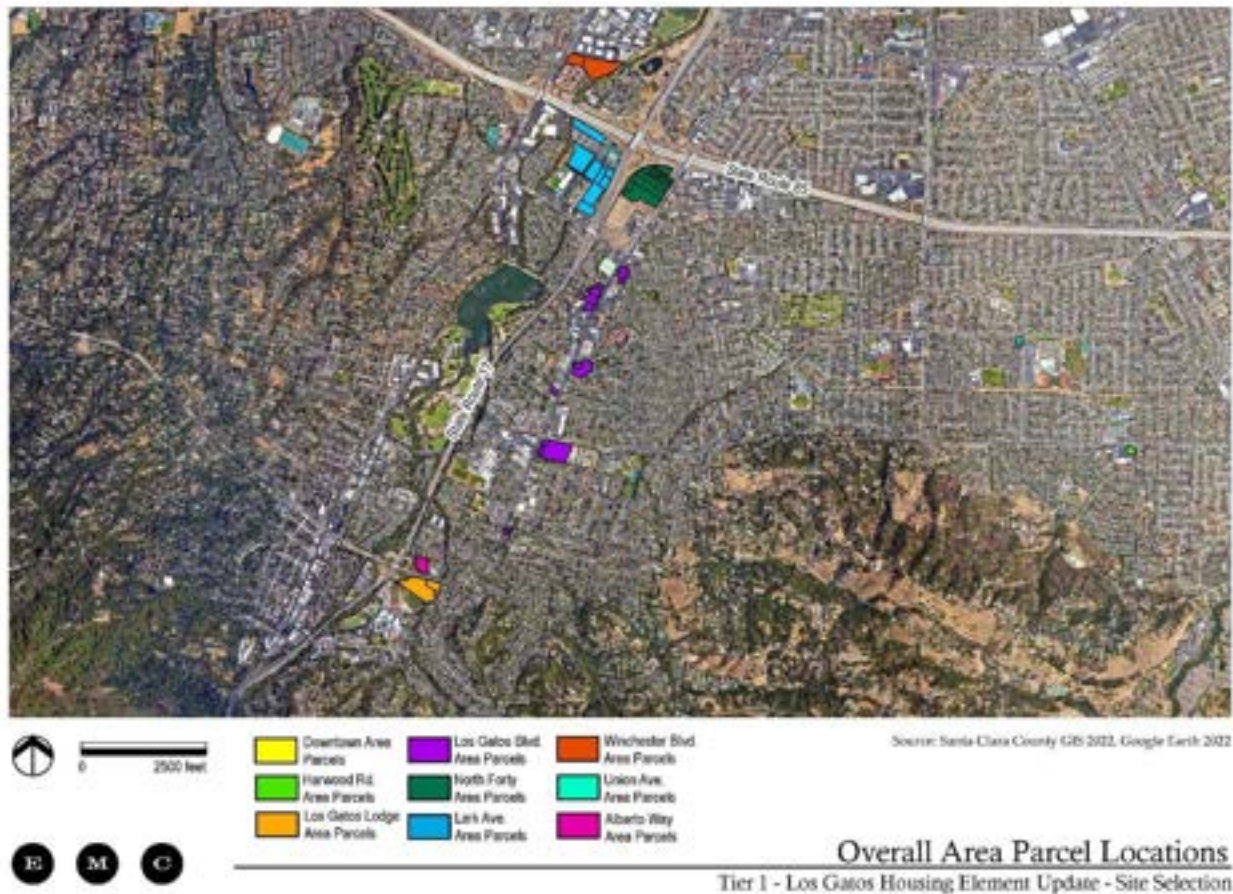 State Route 85
State Route 17
0 2500 feet
Downtown Area
Parcels
Harwood Rd.
Area Parcels
Los Gatos Lodge
Area Parcels
Los Gatos Blvd.
Area Parcels
North Forty
Area Parcels
Lark Ave.
Area Parcels
Winchester Blvd.
Area Parcels
Union Ave.
Area Parcels
Alberto Way
Area Parcels
Source: Santa Clara County GIS 2022, Google Earth 2022
E M C
Overall Area Parcel Locations
Tier 1 - Los Gatos Housing Element Update - Site Selection